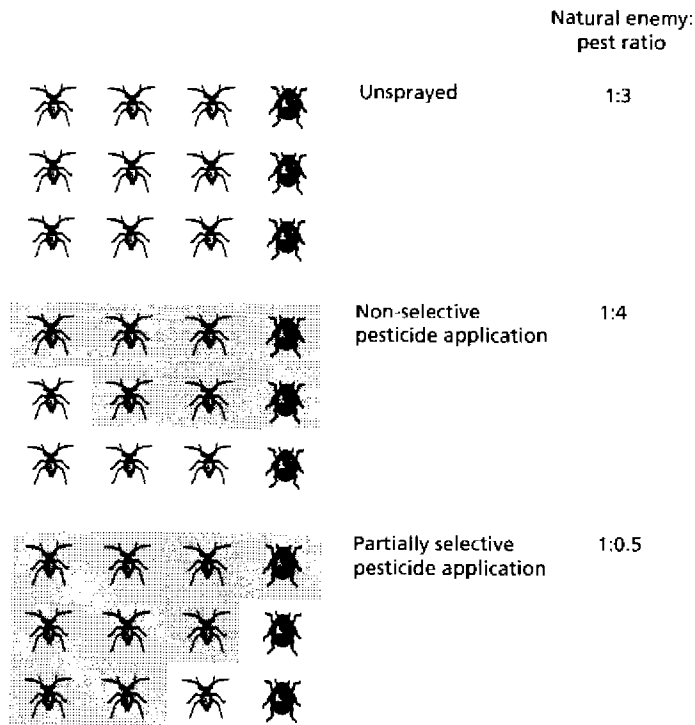 Natural enemy:
pest ratio
Unsprayed 1:3
Non-selective 1:4
pesticide application
Partially selective 1:0.5
pesticide application